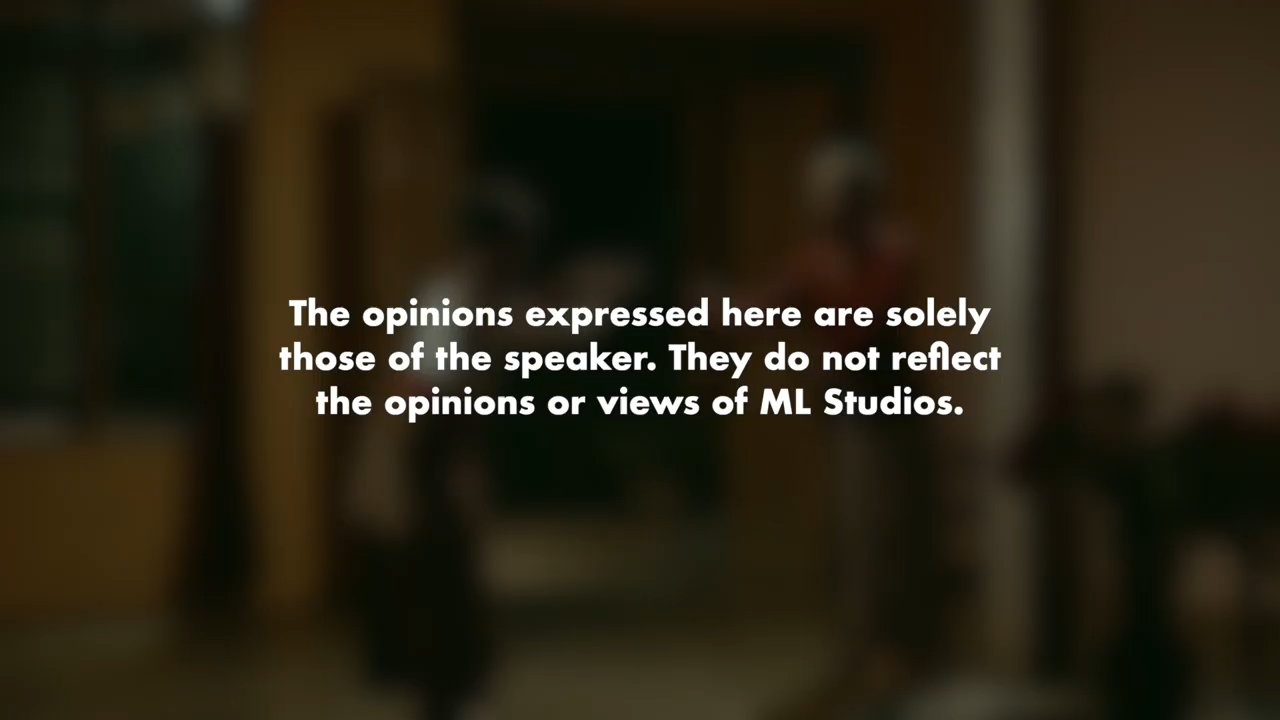 The opinions expressed here are solely
those of the speaker. They do not reflect
the opinions or views of ML Studios.